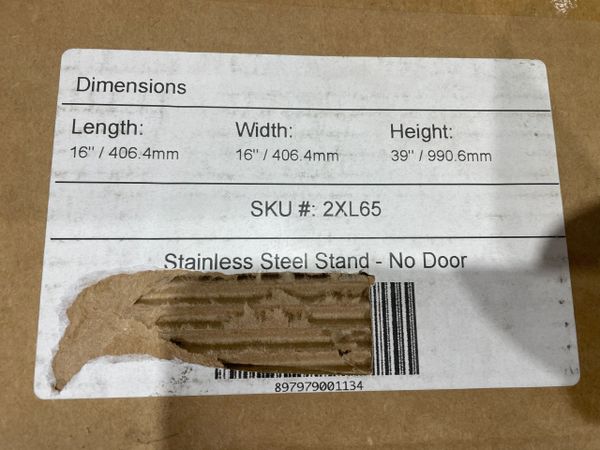 Dimensions
Length: Width: Height:
16" / 406.4mm 16" / 406.4mm 39" / 990.6mm
SKU #: 2XL65
Stainless Steel Stand - No Door
897979001134